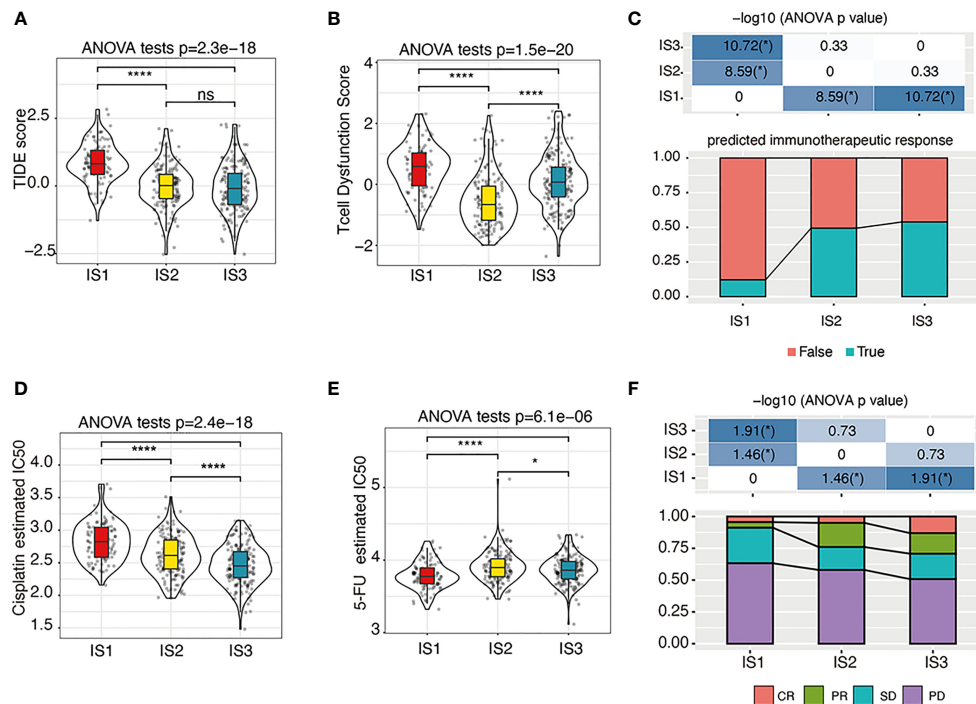 A
ANOVA tests p=2.3e-18
****
ns
TIDE score
2.5
0.0
−2.5
IS1 IS2 IS3
B
ANOVA tests p=1.5e-20
****
****
Tcell Dysfunction Score
4
2
0
−2
IS1 IS2 IS3
C
−log10 (ANOVA p value)
IS3 10.72(*) 0.33 0
IS2 8.59(*) 0 0.33
IS1 0 8.59(*) 10.72(*)
predicted immunotherapeutic response
1.00
0.75
0.50
0.25
0.00
IS1 IS2 IS3
False True
D
ANOVA tests p=2.4e-18
****
****
Cisplatin estimated IC50
4.0
3.5
3.0
2.5
2.0
1.5
IS1 IS2 IS3
E
ANOVA tests p=6.1e-06
****
*
5-FU estimated IC50
5
4
3
IS1 IS2 IS3
F
−log10 (ANOVA p value)
IS3 1.91(*) 0.73 0
IS2 1.46(*) 0 0.73
IS1 0 1.46(*) 1.91(*)
1.00
0.75
0.50
0.25
0.00
IS1 IS2 IS3
CR PR SD PD